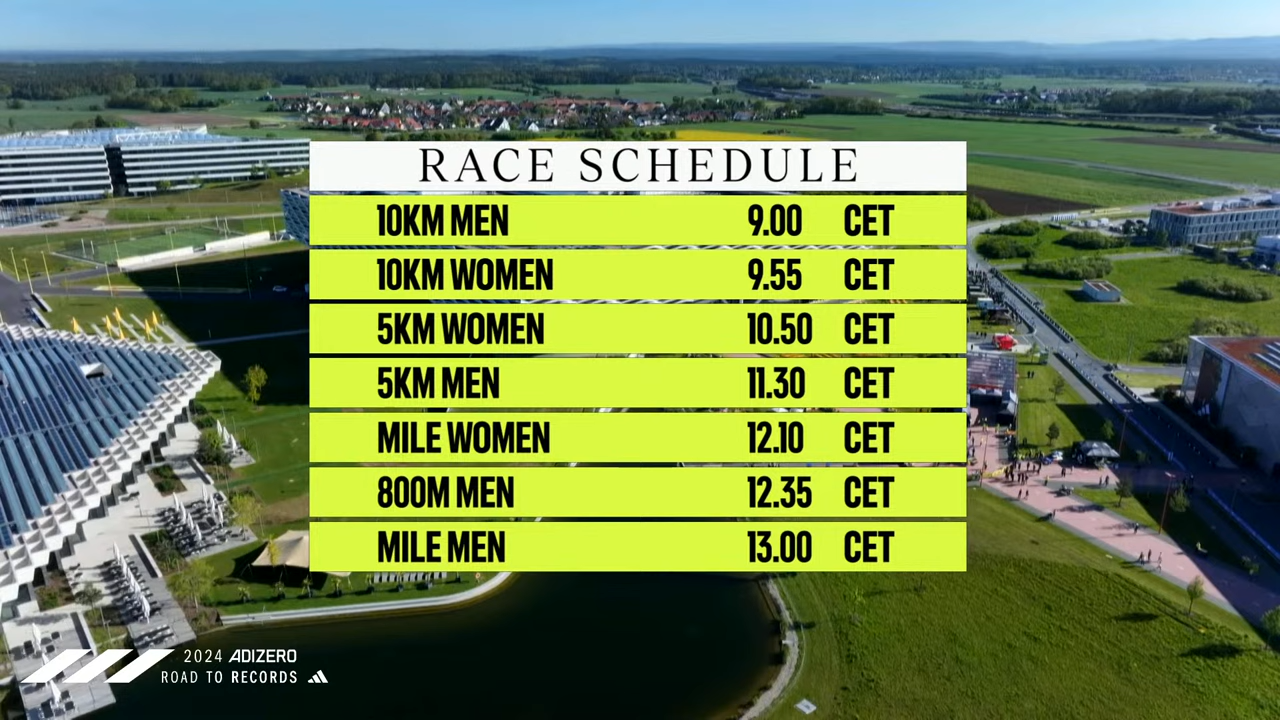 RACE SCHEDULE
10KM MEN 9.00 CET
10KM WOMEN 9.55 CET
5KM WOMEN 10.50 CET
5KM MEN 11.30 CET
MILE WOMEN 12.10 CET
800M MEN 12.35 CET
MILE MEN 13.00 CET
2024 ADIZERO
ROAD TO RECORDS